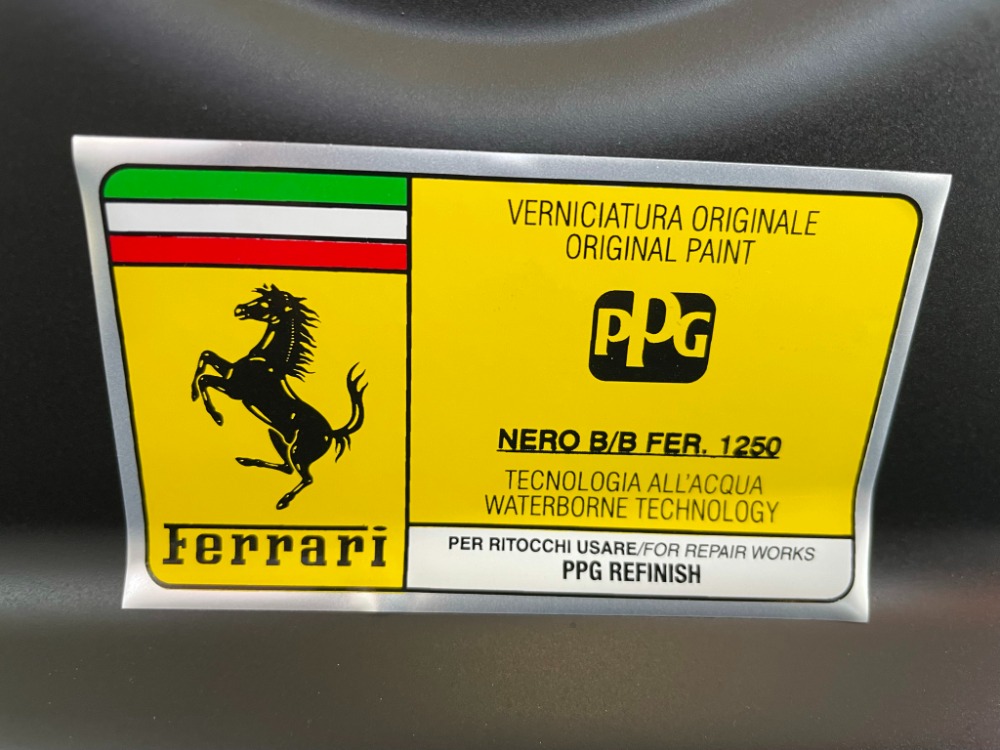 VERNICIATURA ORIGINALE
ORIGINAL PAINT
PPG
NERO B/B FER. 1250
TECNOLOGIA ALL'ACQUA
WATERBORNE TECHNOLOGY
Ferrari
PER RITOCCHI USARE/FOR REPAIR WORKS
PPG REFINISH